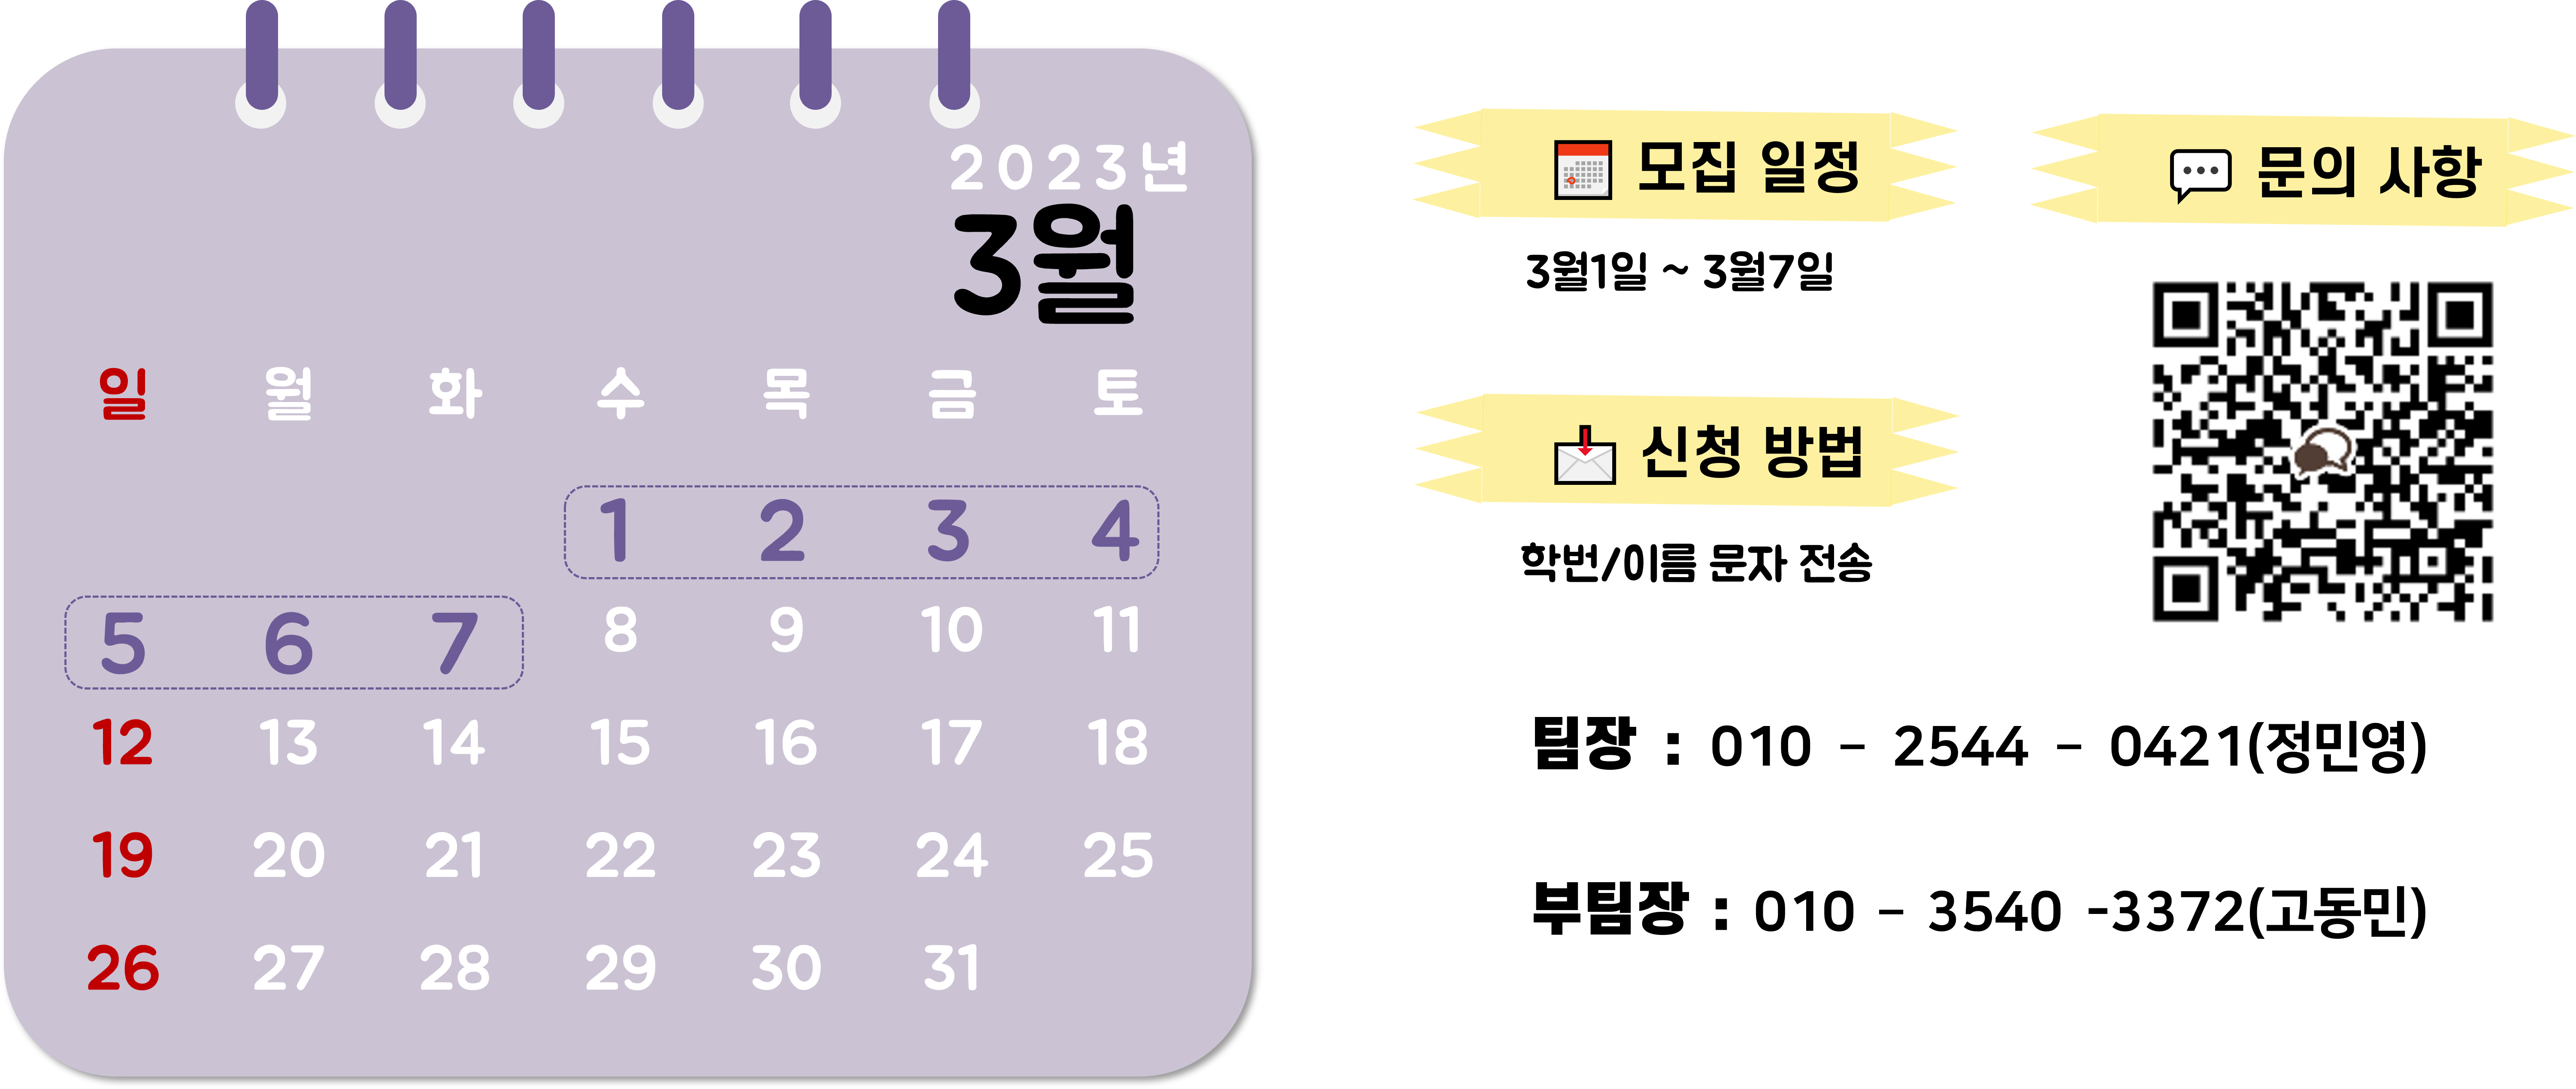 2023년
3월
일 월 화 수 목 금 토
1 2 3 4
5 6 7 8 9 10 11
12 13 14 15 16 17 18
19 20 21 22 23 24 25
26 27 28 29 30 31
모집 일정
3월1일 ~ 3월7일
신청 방법
학번/이름 문자 전송
문의 사항
팀장 : 010 – 2544 – 0421(정민영)
부팀장 : 010 – 3540 -3372(고동민)